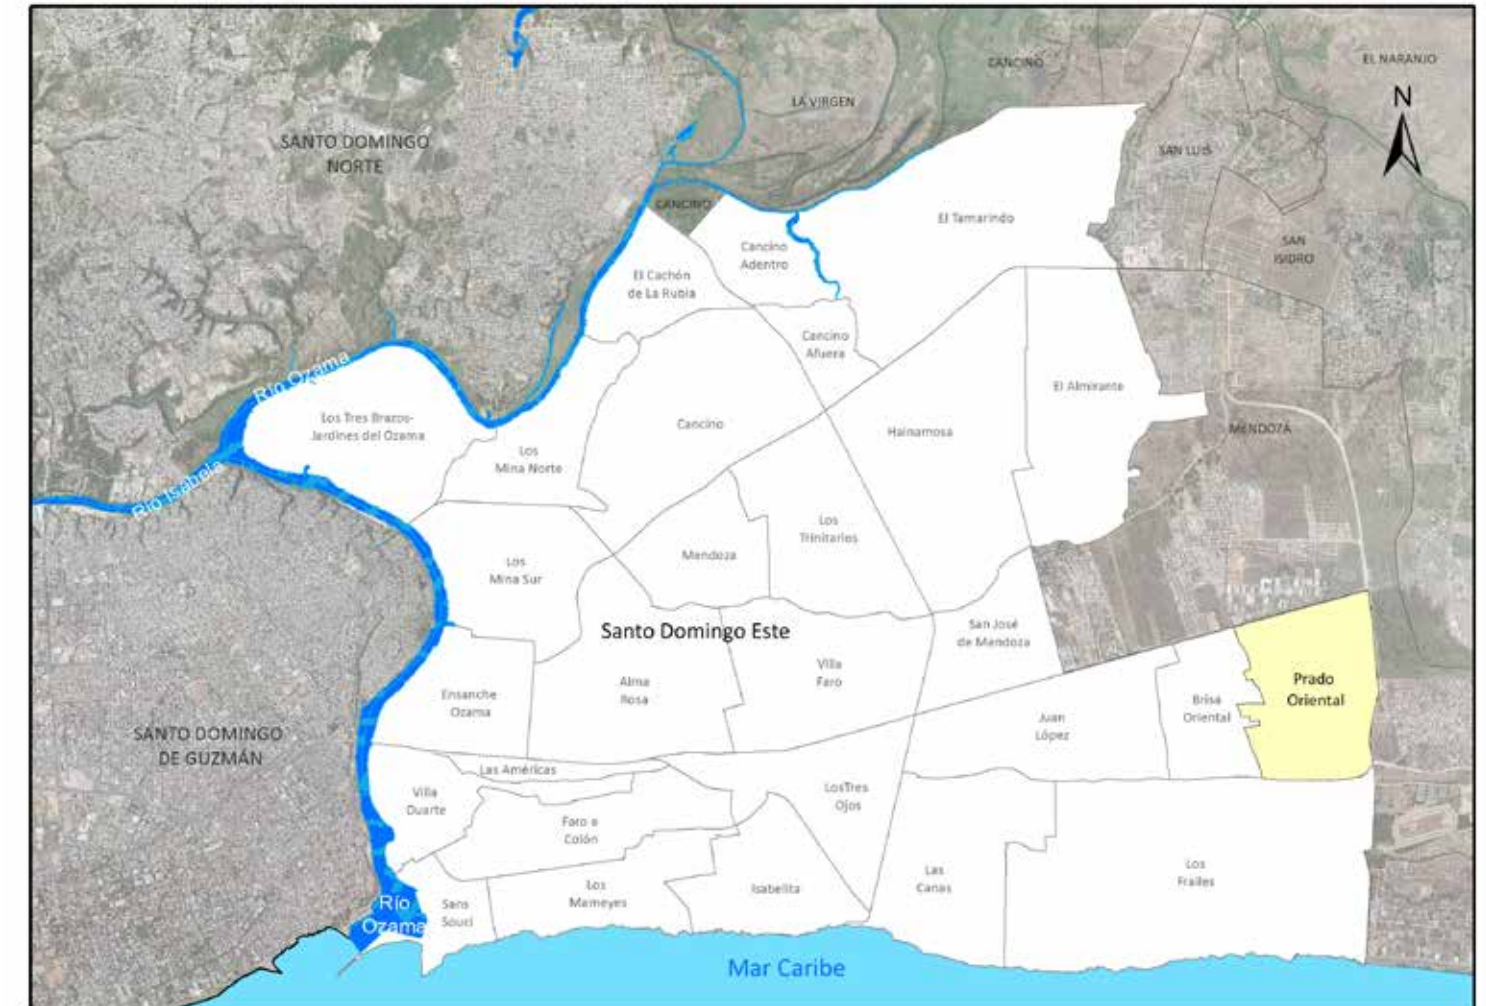 CANCINO
EL NARANJO
N
LA VIRGEN
SANTO DOMINGO
NORTE
SAN LUIS
CANCINO
El Tamarindo
SAN
ISIDRO
Cancino
Adentro
El Cachón
de La Rubia
Cancino
Afuera
Río Ozama
El Almirante
Los Tres Brazos-
Jardines del Ozama
Cancino
Hainamosa
MENDOZA
Los
Mina Norte
Río Isabela
Los
Trinitarios
Mendoza
Los
Mina Sur
Santo Domingo Este
San José
de Mendoza
Villa
Faro
Alma
Rosa
Ensanche
Ozama
Prado
Oriental
Brisa
Oriental
Juan
López
SANTO DOMINGO
DE GUZMÁN
Las Américas
Villa
Duarte
LosTres
Ojos
Faro a
Colón
Los
Frailes
Las
Canas
Los
Mameyes
Isabelita
Sans
Souci
Río
Ozama
Mar Caribe